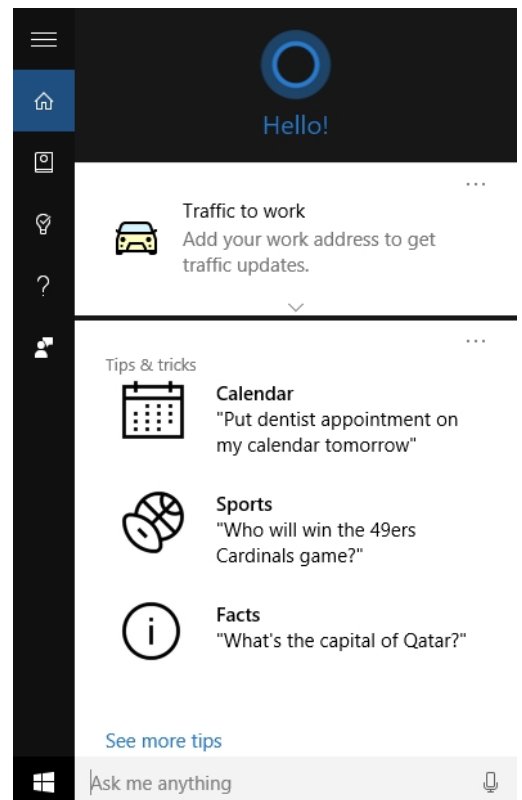 Hello!
...
Traffic to work
Add your work address to get
traffic updates.
...
Tips & tricks
Calendar
"Put dentist appointment on
my calendar tomorrow"
Sports
"Who will win the 49ers
Cardinals game?"
Facts
"What's the capital of Qatar?"
See more tips
Ask me anything